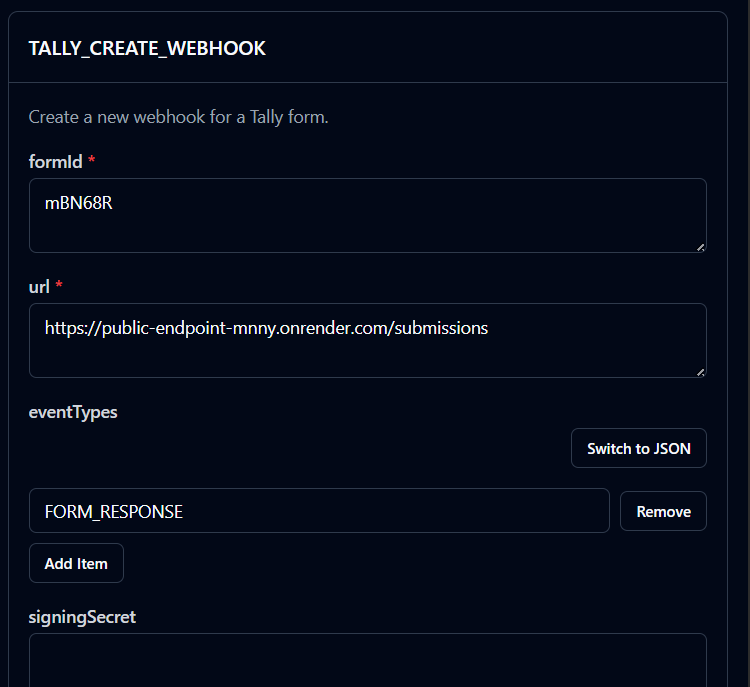 TALLY_CREATE_WEBHOOK
Create a new webhook for a Tally form.
formId *
mBN68R
url *
https://public-endpoint-mnny.onrender.com/submissions
eventTypes
Switch to JSON
FORM_RESPONSE
Remove
Add Item
signingSecret